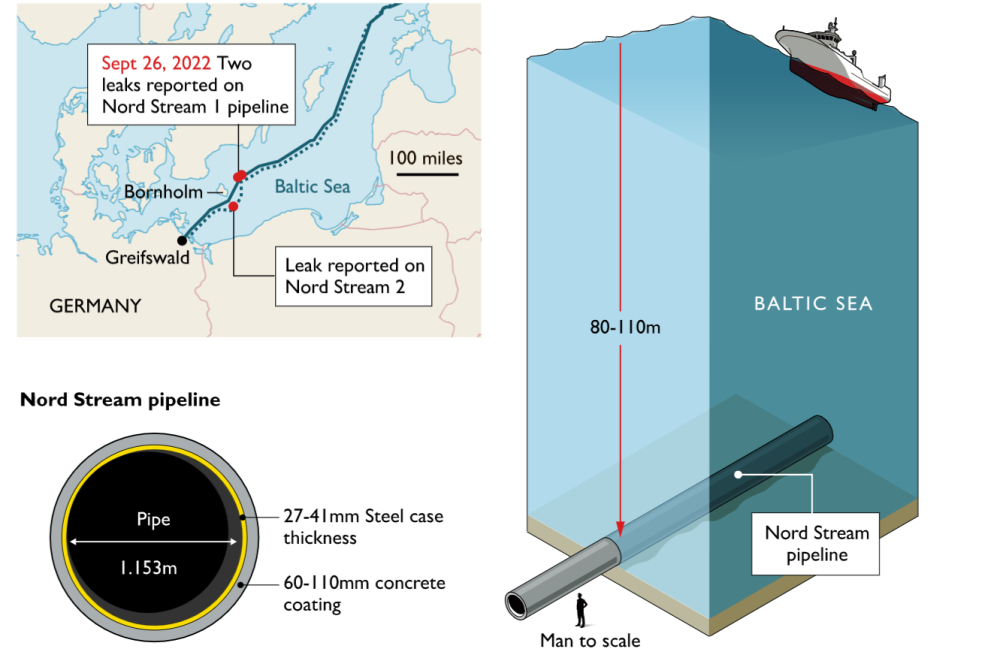 Sept 26, 2022 Two
leaks reported on
Nord Stream 1 pipeline
100 miles
Bornholm
Baltic Sea
Greifswald
Leak reported on
Nord Stream 2
GERMANY
Nord Stream pipeline
Pipe
1.153m
27-41mm Steel case
thickness
60-110mm concrete
coating
80-110m
BALTIC SEA
Nord Stream
pipeline
Man to scale